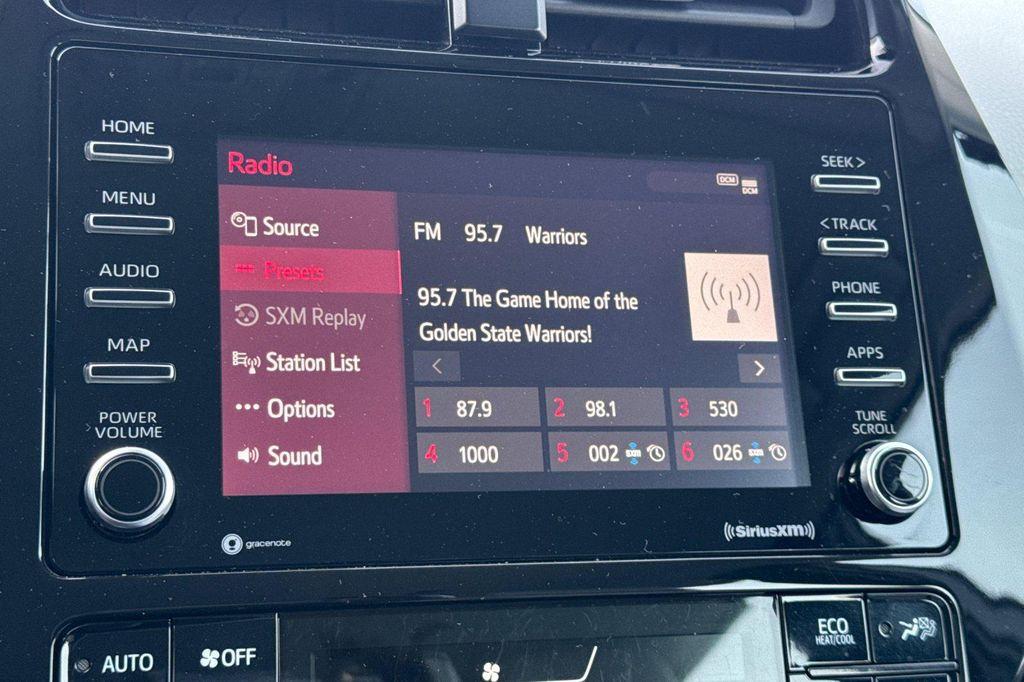 HOME
MENU
AUDIO
MAP
POWER
VOLUME
Radio
DCM
DCM
Source
Presets
SXM Replay
Station List
Options
Sound
FM 95.7 Warriors
95.7 The Game Home of the
Golden State Warriors!
< >
1 87.9 2 98.1 3 530
4 1000 5 002 sxm 6 026 sxm
SEEK >
< TRACK
PHONE
APPS
TUNE
SCROLL
gracenote
((SiriusXM))
AUTO
OFF
ECO
HEAT/COOL